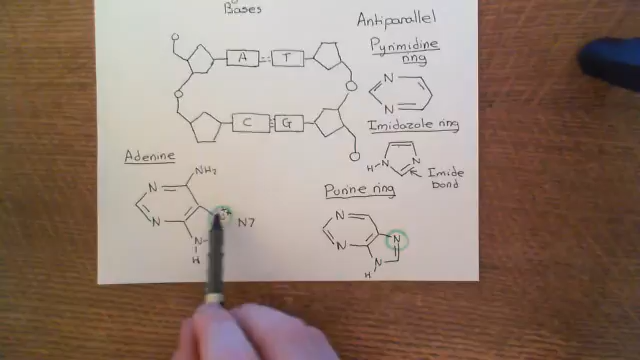 Bases
Antiparallel
Pyrimidine
ring
A T
N
N
Imidazole ring
C G
N
H-N
Imide
bond
Adenine
NH2
N
N
N
H
N7
Purine ring
N
N
N
N
H